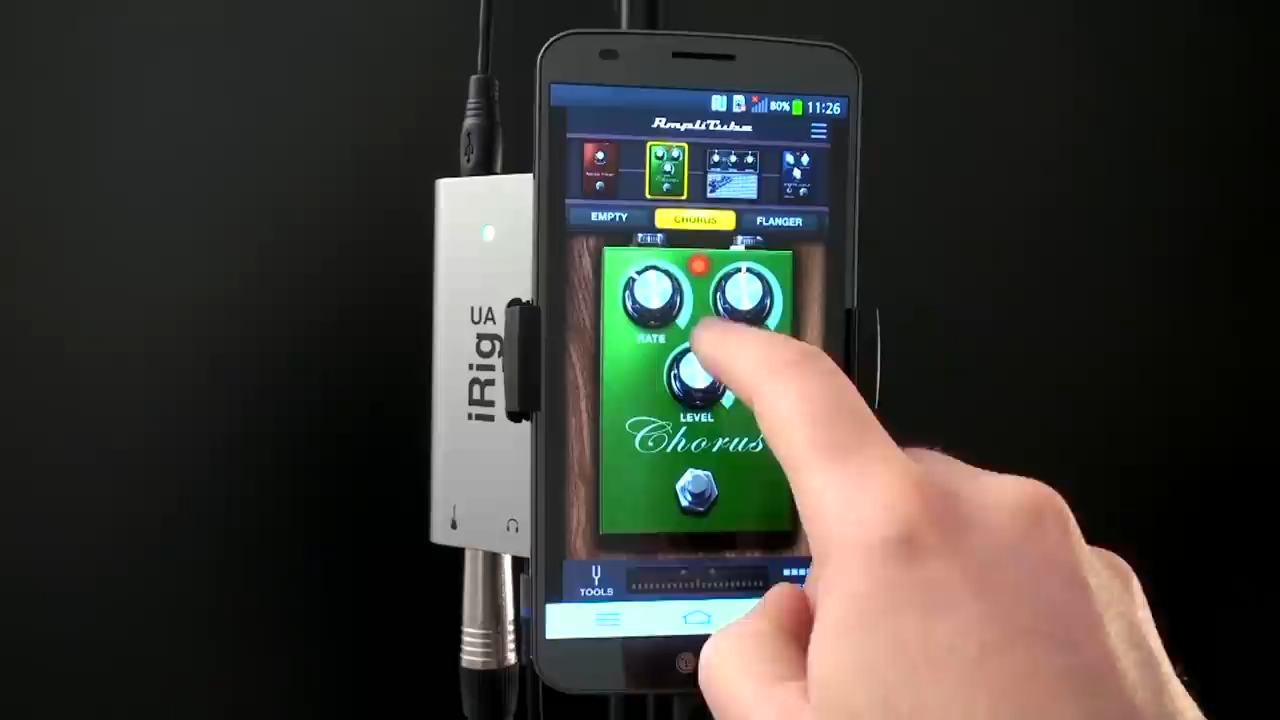 80% 11:26
AmpliTube
EMPTY CHORUS FLANGER
RATE
LEVEL
Chorus
TOOLS
iRig UA